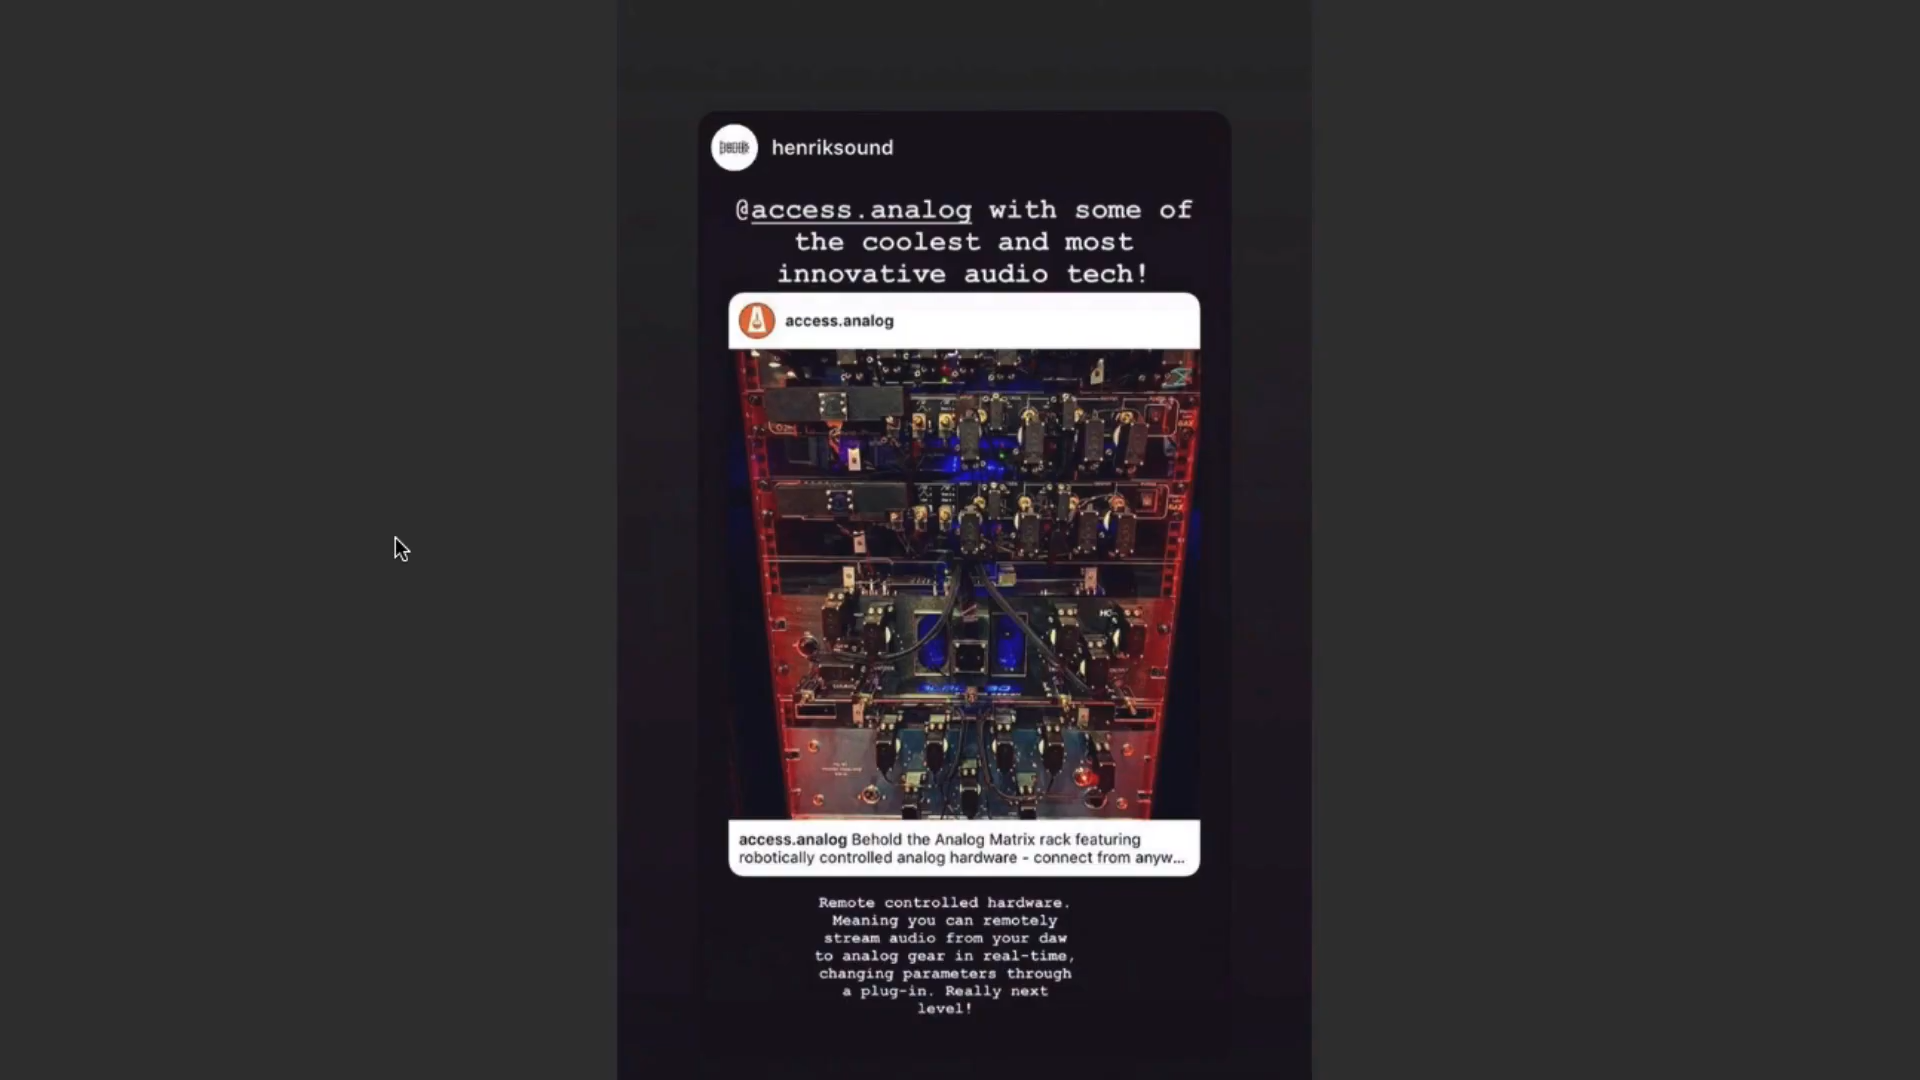 henriksound
@access.analog with some of
the coolest and most
innovative audio tech!
access.analog
access.analog Behold the Analog Matrix rack featuring
robotically controlled analog hardware - connect from anyw...
Remote controlled hardware.
Meaning you can remotely
stream audio from your daw
to analog gear in real-time,
changing parameters through
a plug-in. Really next
level!